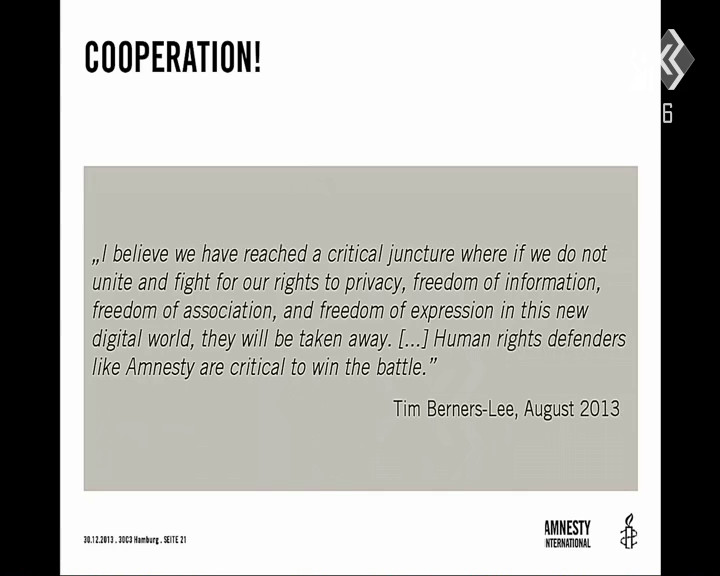 COOPERATION!
6
„I believe we have reached a critical juncture where if we do not
unite and fight for our rights to privacy, freedom of information,
freedom of association, and freedom of expression in this new
digital world, they will be taken away. [...] Human rights defenders
like Amnesty are critical to win the battle.”
Tim Berners-Lee, August 2013
30.12.2013 . 30C3 Hamburg . SEITE 21
AMNESTY
INTERNATIONAL